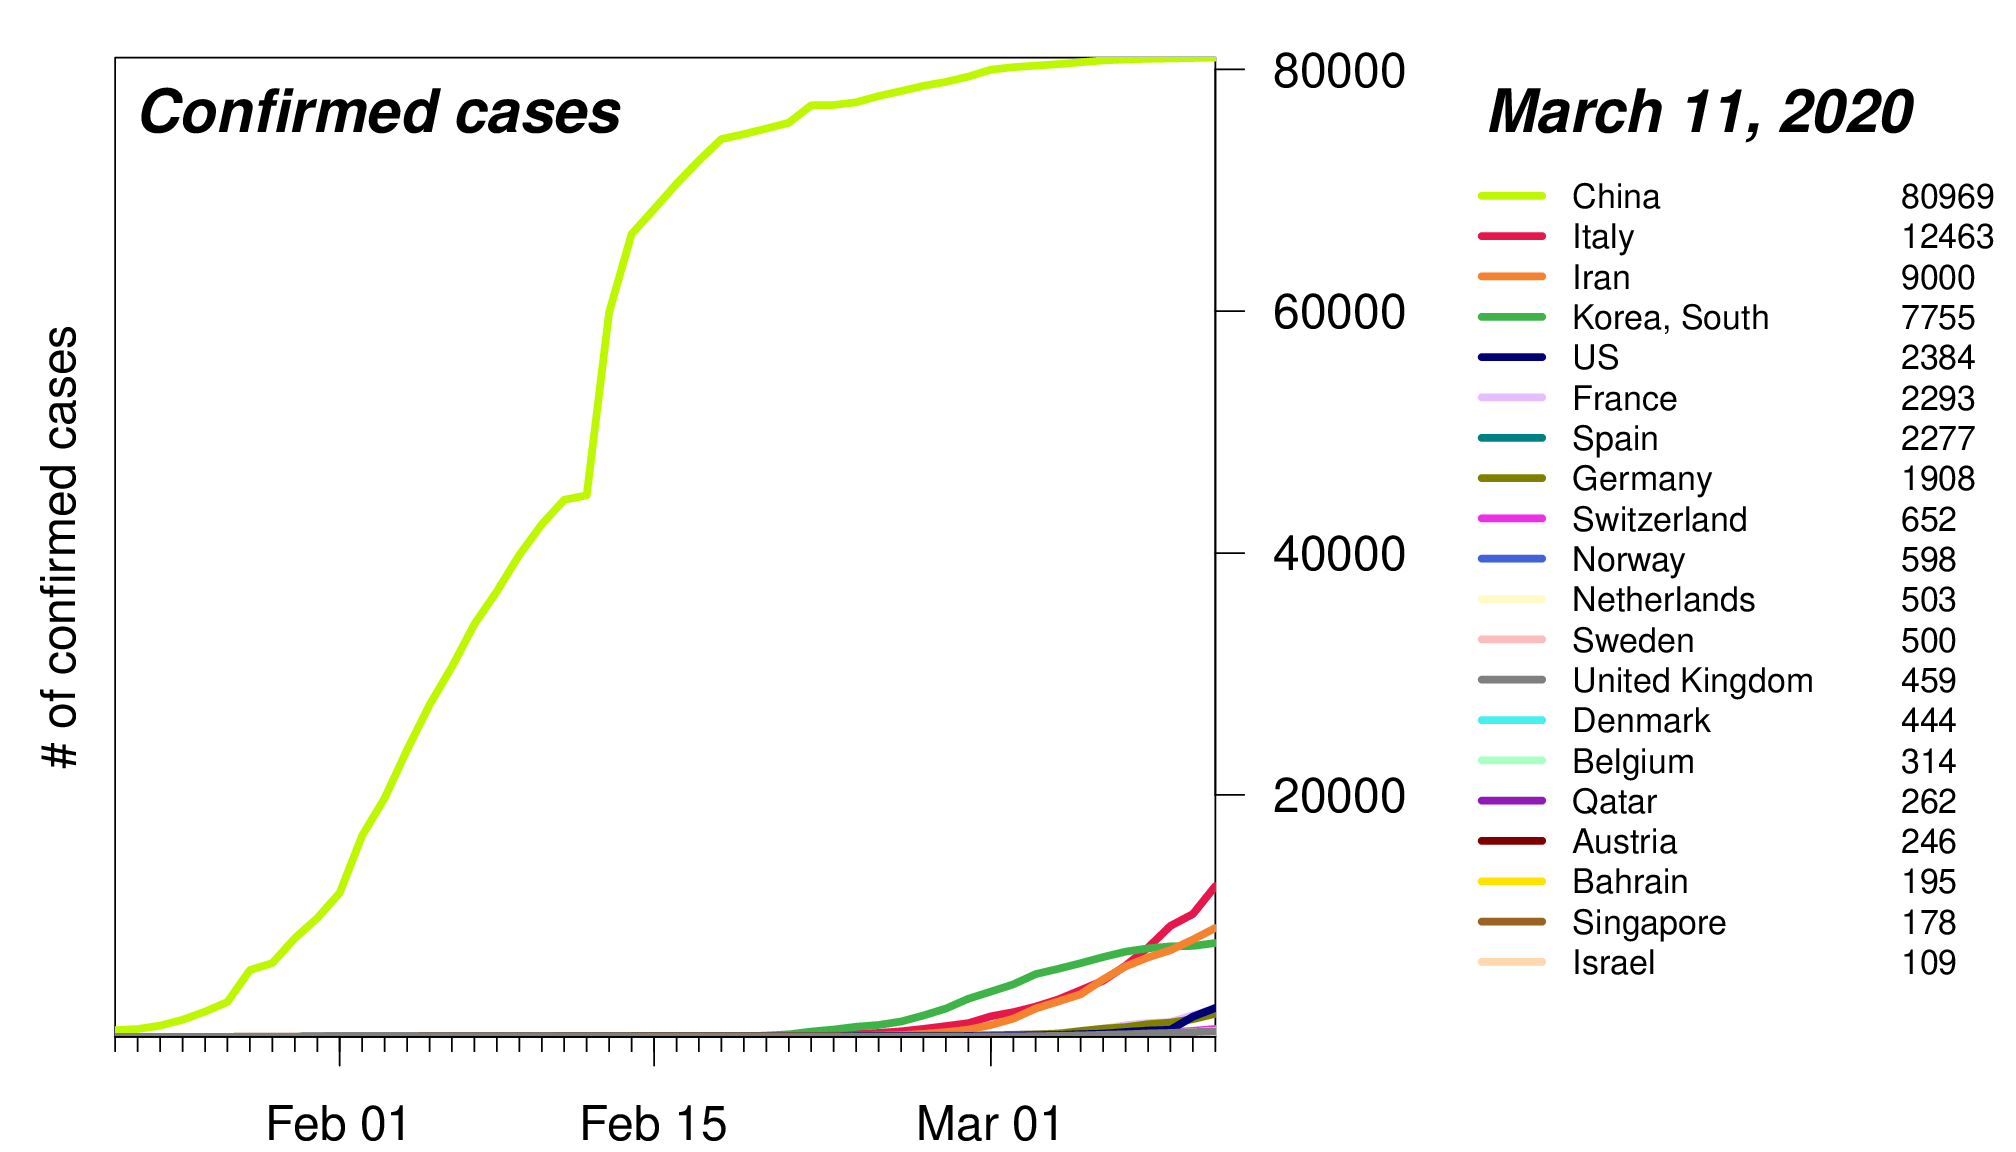 Confirmed cases
# of confirmed cases
80000
60000
40000
20000
Feb 01 Feb 15 Mar 01
March 11, 2020
China 80969
Italy 12463
Iran 9000
Korea, South 7755
US 2384
France 2293
Spain 2277
Germany 1908
Switzerland 652
Norway 598
Netherlands 503
Sweden 500
United Kingdom 459
Denmark 444
Belgium 314
Qatar 262
Austria 246
Bahrain 195
Singapore 178
Israel 109